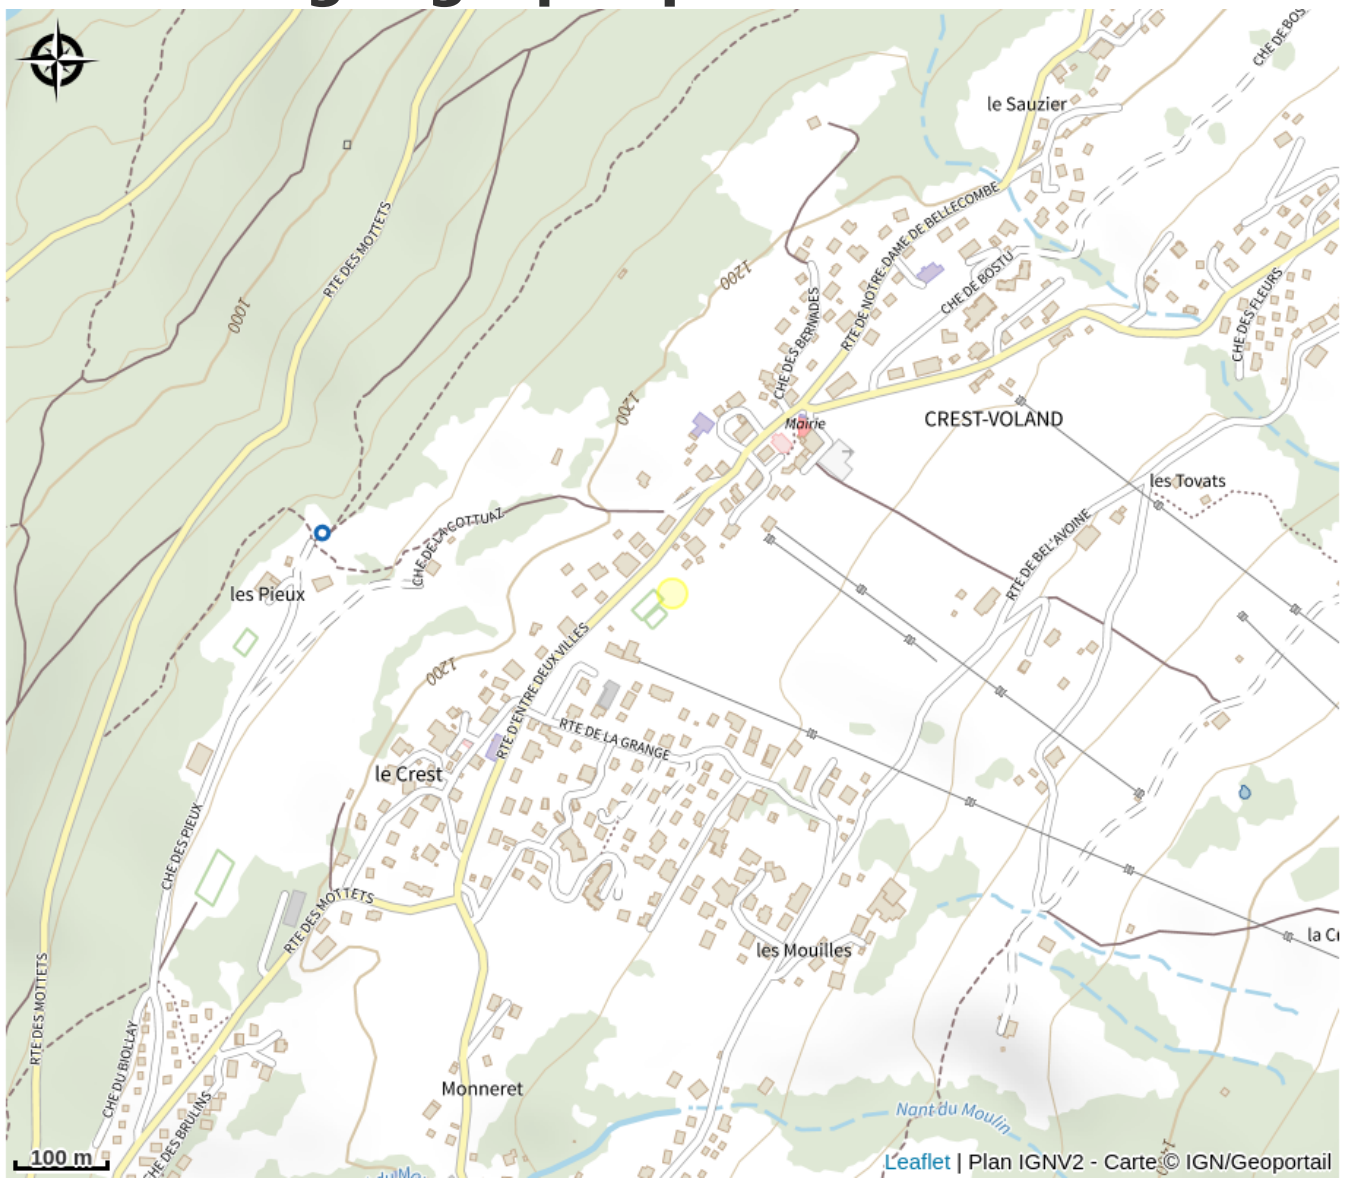 CHE DE BOS
le Sauzier
RTE DES MOTTETS
RTE DE NOTRE-DAME DE BELLECOMBE
1200
CHE DE BOSTU
1000
CHE DES BERNADES
CHE DES FLEURS
1200
Mairie
CREST-VOLAND
les Tovats
CHE DE LA COTTUAZ
RTE DE BEL'AVOINE
les Pieux
1200
RTE D'ENTRE DEUX VILLES
RTE DE LA GRANGE
le Crest
CHE DES PIEUX
RTE DES MOTTETS
les Mouilles
la Cr
RTE DES MOTTETS
CHE DU BIOLLAY
Monneret
CHE DES BRULINS
Nant du Moulin
100 m
Leaflet | Plan IGNV2 - Carte © IGN/Geoportail